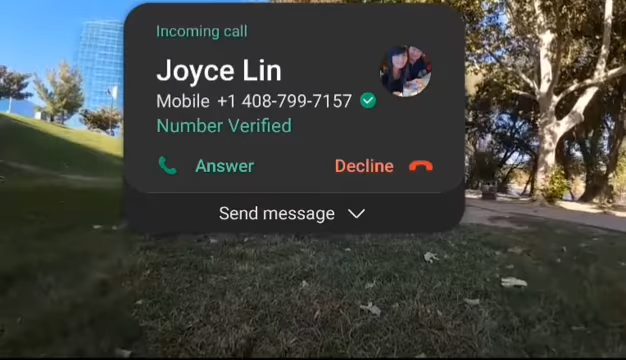 Incoming call
Joyce Lin
Mobile +1 408-799-7157
Number Verified
Answer Decline
Send message